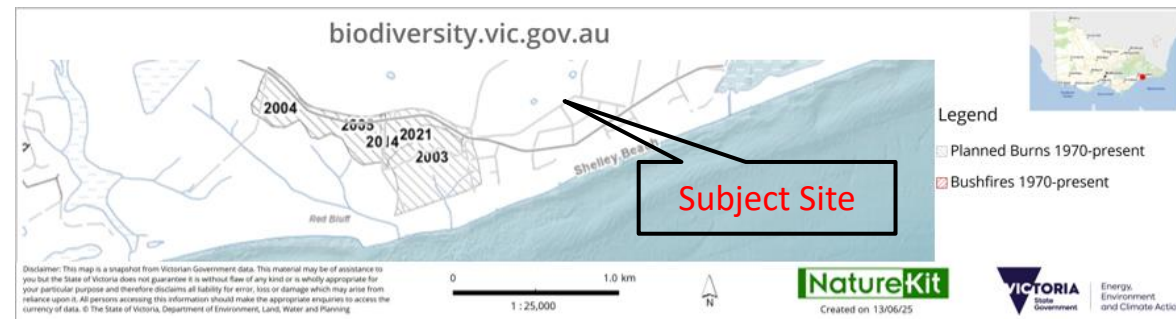 biodiversity.vic.gov.au
2004
2005
2014
2021
2003
Shelley Beach
Red Bluff
Subject Site
Legend
Planned Burns 1970-present
Bushfires 1970-present
Disclaimer: This map is a snapshot from Victorian Government data. This material may be of assistance to
you but the State of Victoria does not guarantee it is without flaw of any kind or is wholly appropriate for
your particular purpose and therefore disclaims all liability for error, loss or damage which may arise from
reliance upon it. All persons accessing this information should make the appropriate enquiries to access the
currency of data. © The State of Victoria, Department of Environment, Land, Water and Planning
0
1.0 km
1 : 25,000
N
NatureKit
Created on 13/06/25
VICTORIA
State
Government
Energy,
Environment
and Climate Action